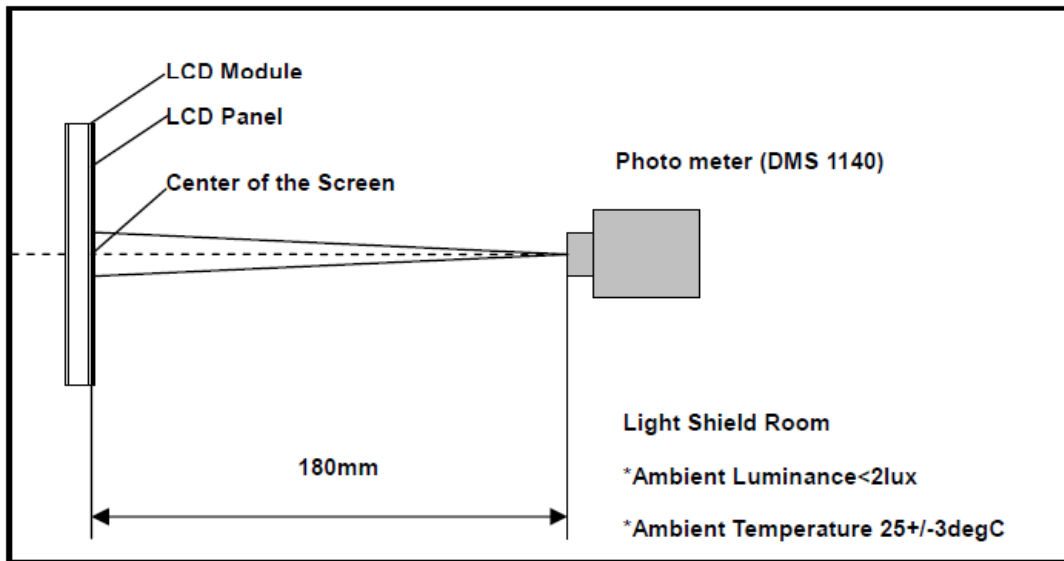 LCD Module
LCD Panel
Center of the Screen
Photo meter (DMS 1140)
180mm
Light Shield Room
*Ambient Luminance<2lux
*Ambient Temperature 25+/-3degC